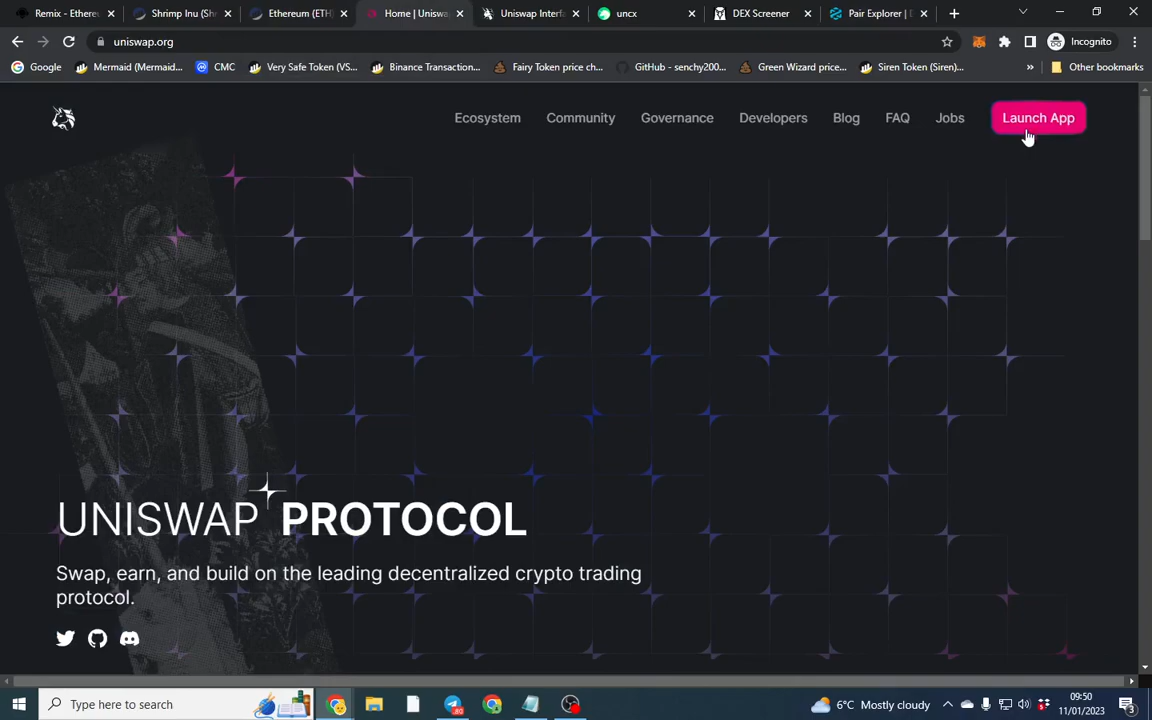 Remix - Ethere
Shrimp Inu (Shr
Ethereum (ETH
Home | Uniswa
Uniswap Interfa
uncx
DEX Screener
Pair Explorer | D
uniswap.org
Incognito
Google
Mermaid (Mermaid...
CMC
Very Safe Token (VS...
Binance Transaction...
Fairy Token price ch...
GitHub - senchy200...
Green Wizard price...
Siren Token (Siren)...
»
Other bookmarks
Ecosystem
Community
Governance
Developers
Blog
FAQ
Jobs
Launch App
UNISWAP PROTOCOL
Swap, earn, and build on the leading decentralized crypto trading
protocol.
Type here to search
6°C Mostly cloudy
09:50
11/01/2023